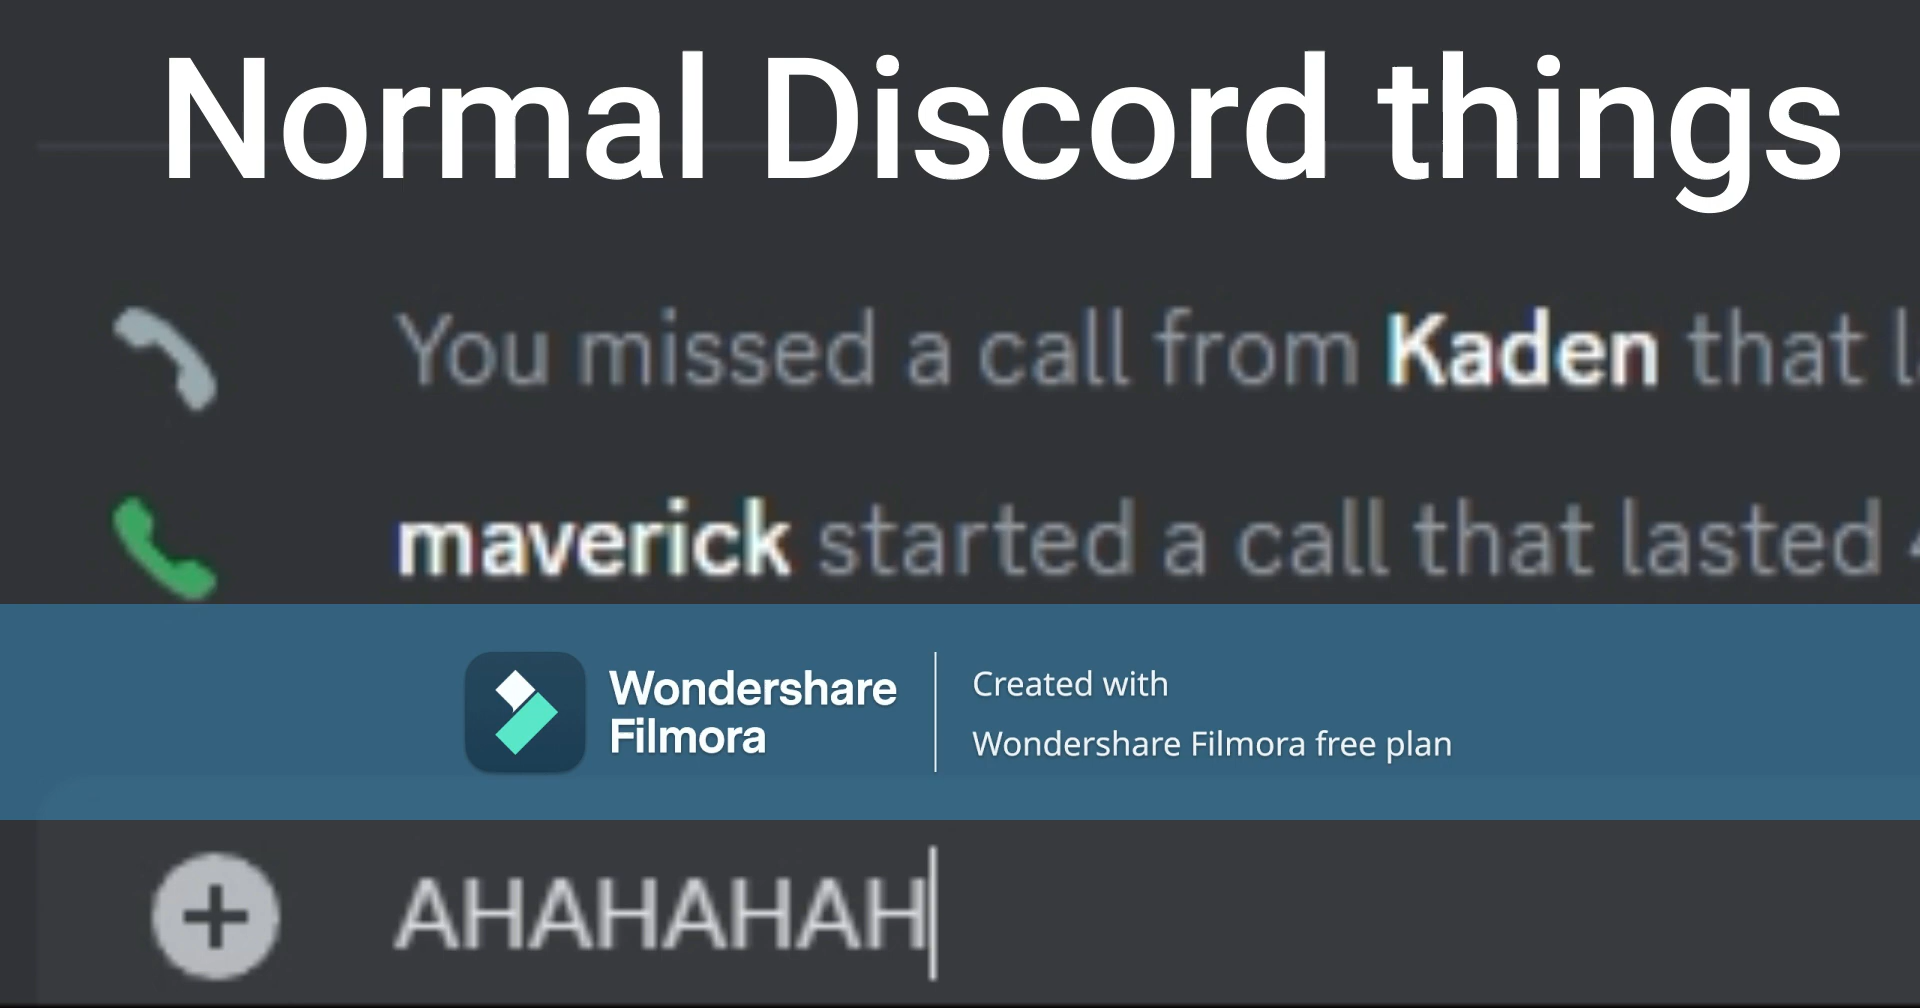 Normal Discord things
You missed a call from Kaden that
maverick started a call that lasted
Wondershare
Filmora
Created with
Wondershare Filmora free plan
AHAHAHAH